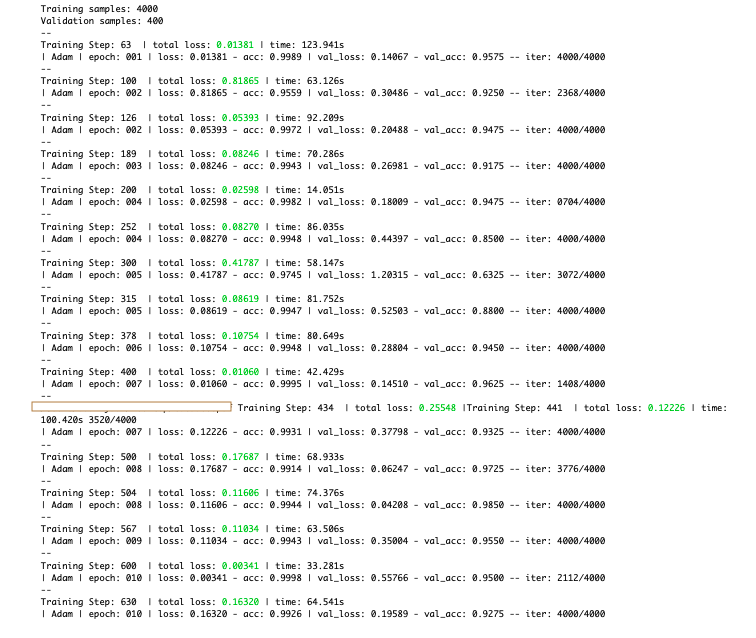 Training samples: 4000
Validation samples: 400
--
Training Step: 63 | total loss: 0.01381 | time: 123.941s
| Adam | epoch: 001 | loss: 0.01381 - acc: 0.9989 | val_loss: 0.14067 - val_acc: 0.9575 -- iter: 4000/4000
--
Training Step: 100 | total loss: 0.81865 | time: 63.126s
| Adam | epoch: 002 | loss: 0.81865 - acc: 0.9559 | val_loss: 0.30486 - val_acc: 0.9250 -- iter: 2368/4000
--
Training Step: 126 | total loss: 0.05393 | time: 92.209s
| Adam | epoch: 002 | loss: 0.05393 - acc: 0.9972 | val_loss: 0.20488 - val_acc: 0.9475 -- iter: 4000/4000
--
Training Step: 189 | total loss: 0.08246 | time: 70.286s
| Adam | epoch: 003 | loss: 0.08246 - acc: 0.9943 | val_loss: 0.26981 - val_acc: 0.9175 -- iter: 4000/4000
--
Training Step: 200 | total loss: 0.02598 | time: 14.051s
| Adam | epoch: 004 | loss: 0.02598 - acc: 0.9982 | val_loss: 0.18009 - val_acc: 0.9475 -- iter: 0704/4000
--
Training Step: 252 | total loss: 0.08270 | time: 86.035s
| Adam | epoch: 004 | loss: 0.08270 - acc: 0.9948 | val_loss: 0.44397 - val_acc: 0.8500 -- iter: 4000/4000
--
Training Step: 300 | total loss: 0.41787 | time: 58.147s
| Adam | epoch: 005 | loss: 0.41787 - acc: 0.9745 | val_loss: 1.20315 - val_acc: 0.6325 -- iter: 3072/4000
--
Training Step: 315 | total loss: 0.08619 | time: 81.752s
| Adam | epoch: 005 | loss: 0.08619 - acc: 0.9947 | val_loss: 0.52503 - val_acc: 0.8800 -- iter: 4000/4000
--
Training Step: 378 | total loss: 0.10754 | time: 80.649s
| Adam | epoch: 006 | loss: 0.10754 - acc: 0.9948 | val_loss: 0.28804 - val_acc: 0.9450 -- iter: 4000/4000
--
Training Step: 400 | total loss: 0.01060 | time: 42.429s
| Adam | epoch: 007 | loss: 0.01060 - acc: 0.9995 | val_loss: 0.14510 - val_acc: 0.9625 -- iter: 1408/4000
--
Training Step: 434 | total loss: 0.25548 |Training Step: 441 | total loss: 0.12226 | time:
100.420s 3520/4000
| Adam | epoch: 007 | loss: 0.12226 - acc: 0.9931 | val_loss: 0.37798 - val_acc: 0.9325 -- iter: 4000/4000
--
Training Step: 500 | total loss: 0.17687 | time: 68.933s
| Adam | epoch: 008 | loss: 0.17687 - acc: 0.9914 | val_loss: 0.06247 - val_acc: 0.9725 -- iter: 3776/4000
--
Training Step: 504 | total loss: 0.11606 | time: 74.376s
| Adam | epoch: 008 | loss: 0.11606 - acc: 0.9944 | val_loss: 0.04208 - val_acc: 0.9850 -- iter: 4000/4000
--
Training Step: 567 | total loss: 0.11034 | time: 63.506s
| Adam | epoch: 009 | loss: 0.11034 - acc: 0.9943 | val_loss: 0.35004 - val_acc: 0.9550 -- iter: 4000/4000
--
Training Step: 600 | total loss: 0.00341 | time: 33.281s
| Adam | epoch: 010 | loss: 0.00341 - acc: 0.9998 | val_loss: 0.55766 - val_acc: 0.9500 -- iter: 2112/4000
--
Training Step: 630 | total loss: 0.16320 | time: 64.541s
| Adam | epoch: 010 | loss: 0.16320 - acc: 0.9926 | val_loss: 0.19589 - val_acc: 0.9275 -- iter: 4000/4000